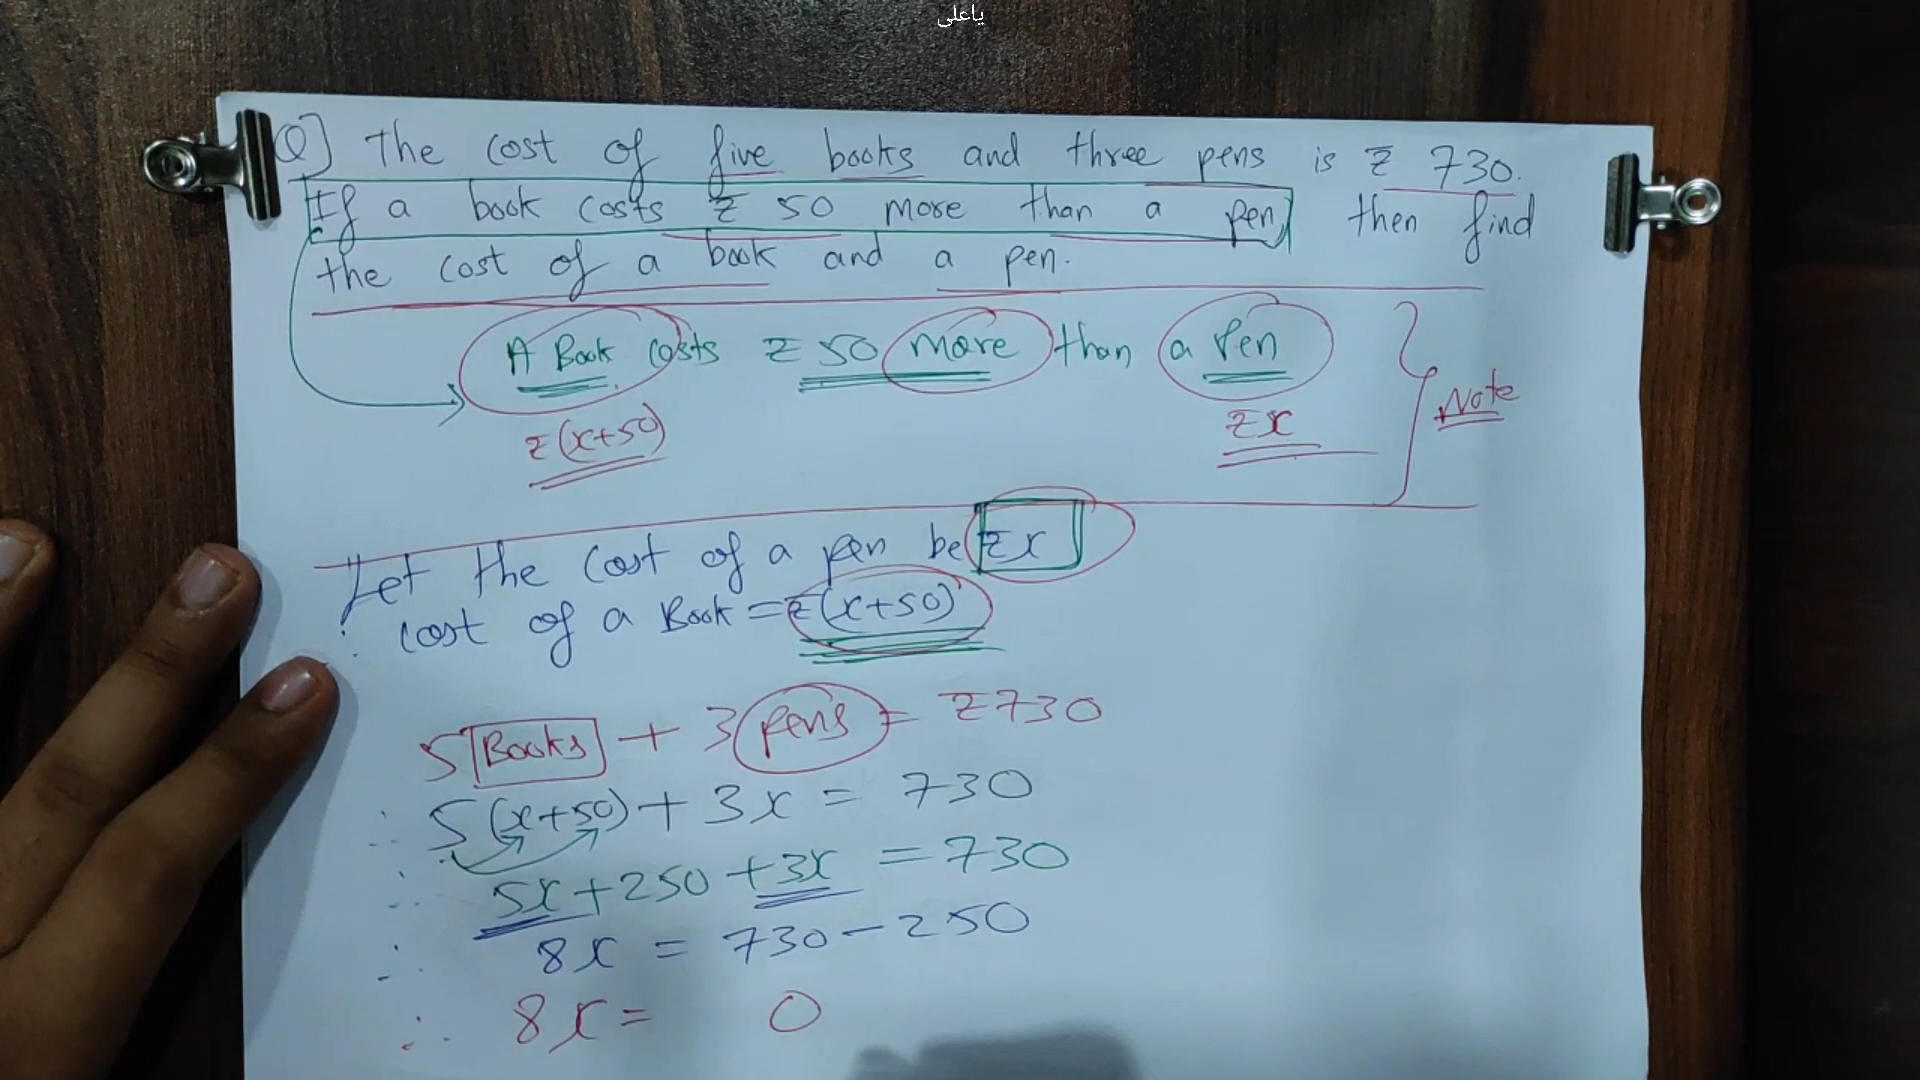 ياعلى
Q] The cost of five books and three pens is ₹ 730.
If a book costs ₹ 50 more than a pen, then find
the cost of a book and a pen.
A Book costs ₹ 50 more than a Pen
₹(x+50) ₹x
Note
Let the cost of a pen be ₹x
∴ cost of a Book = ₹(x+50)
5 Books + 3 pens = ₹730
∴ 5(x+50) + 3x = 730
∴ 5x+250 +3x = 730
∴ 8x = 730-250
∴ 8x = 0